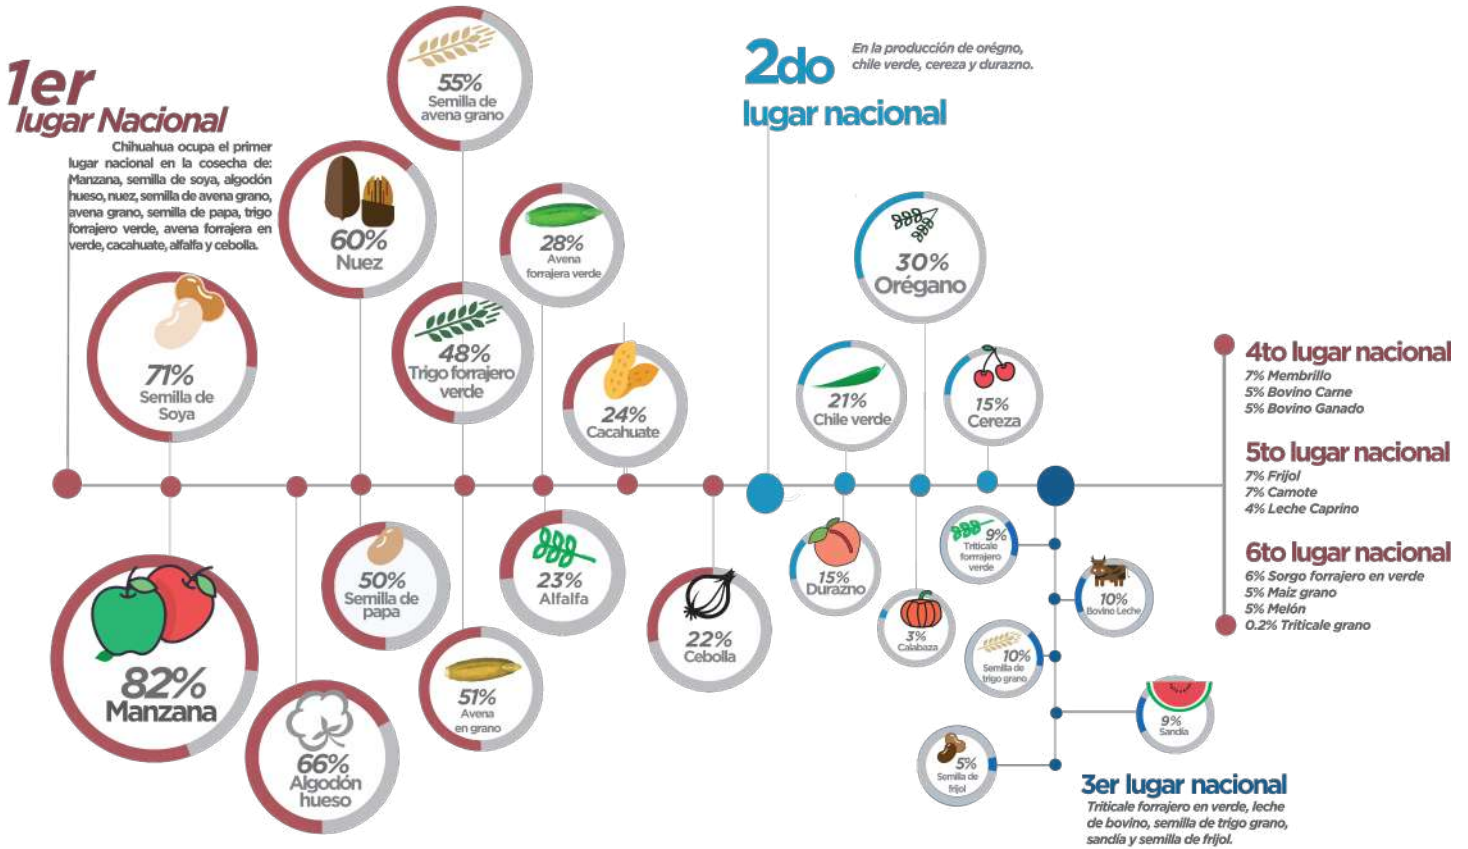 1er
lugar Nacional
Chihuahua ocupa el primer
lugar nacional en la cosecha de:
Manzana, semilla de soya, algodón
hueso, nuez, semilla de avena grano,
avena grano, semilla de papa, trigo
forrajero verde, avena forrajera en
verde, cacahuate, alfalfa y cebolla.
71%
Semilla de
Soya
82%
Manzana
66%
Algodón
hueso
60%
Nuez
50%
Semilla de
papa
55%
Semilla de
avena grano
48%
Trigo forrajero
verde
51%
Avena
en grano
28%
Avena
forrajera verde
23%
Alfalfa
24%
Cacahuate
22%
Cebolla
2do
lugar nacional
En la producción de orégno,
chile verde, cereza y durazno.
21%
Chile verde
15%
Durazno
30%
Orégano
3%
Calabaza
15%
Cereza
9%
Triticale
forrrajero
verde
10%
Bovino Leche
10%
Semilla de
trigo grano
9%
Sandía
5%
Semilla de
frijol
3er lugar nacional
Triticale forrajero en verde, leche
de bovino, semilla de trigo grano,
sandía y semilla de frijol.
4to lugar nacional
7% Membrillo
5% Bovino Carne
5% Bovino Ganado
5to lugar nacional
7% Frijol
7% Camote
4% Leche Caprino
6to lugar nacional
6% Sorgo forrajero en verde
5% Maiz grano
5% Melón
0.2% Triticale grano